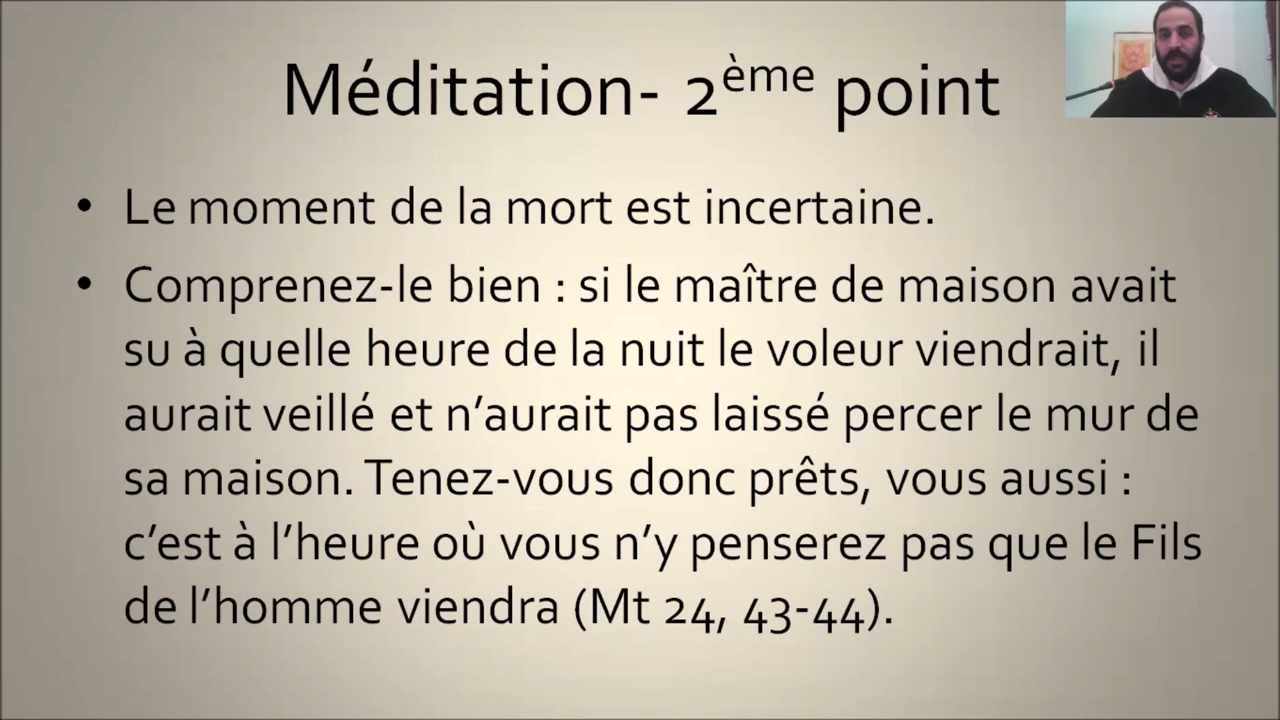 Méditation- 2ème point
• Le moment de la mort est incertaine.
• Comprenez-le bien : si le maître de maison avait
su à quelle heure de la nuit le voleur viendrait, il
aurait veillé et n’aurait pas laissé percer le mur de
sa maison. Tenez-vous donc prêts, vous aussi :
c’est à l’heure où vous n’y penserez pas que le Fils
de l’homme viendra (Mt 24, 43-44).